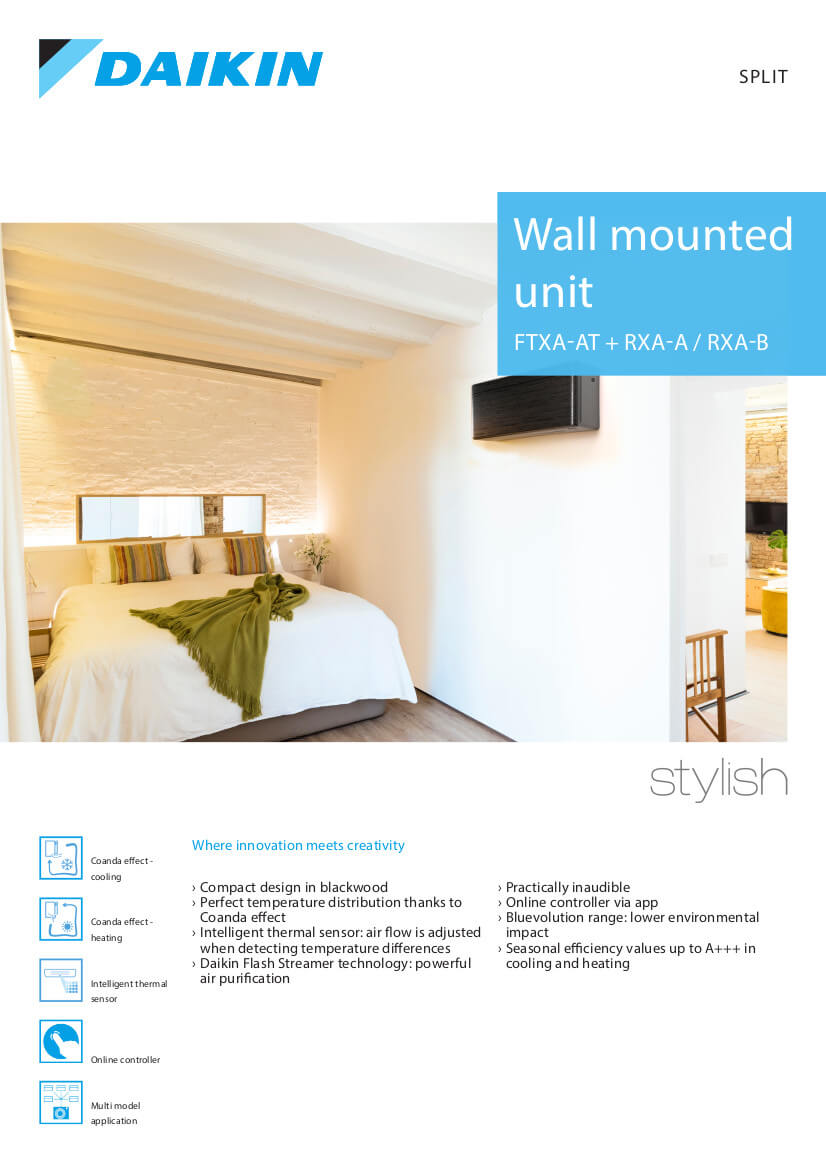 DAIKIN
SPLIT
Wall mounted
unit
FTXA-AT + RXA-A / RXA-B
stylish
Coanda effect -
cooling
Coanda effect -
heating
Intelligent thermal
sensor
Online controller
Multi model
application
Where innovation meets creativity
› Compact design in blackwood
› Perfect temperature distribution thanks to
Coanda effect
› Intelligent thermal sensor: air flow is adjusted
when detecting temperature differences
› Daikin Flash Streamer technology: powerful
air purification
› Practically inaudible
› Online controller via app
› Bluevolution range: lower environmental
impact
› Seasonal efficiency values up to A+++ in
cooling and heating